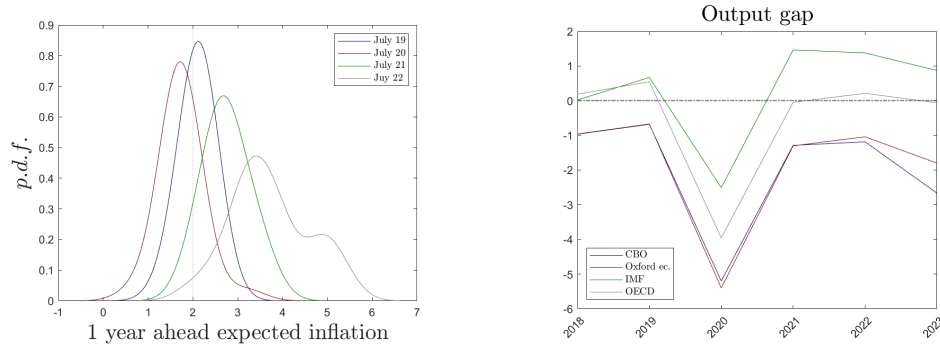 0.9
0.8
0.7
0.6
0.5
0.4
0.3
0.2
0.1
0
-1 0 1 2 3 4 5 6 7
p.d.f.
1 year ahead expected inflation
July 19
July 20
July 21
Juy 22
Output gap
2
1
0
-1
-2
-3
-4
-5
-6
2018 2019 2020 2021 2022 2023
CBO
Oxford ec.
IMF
OECD